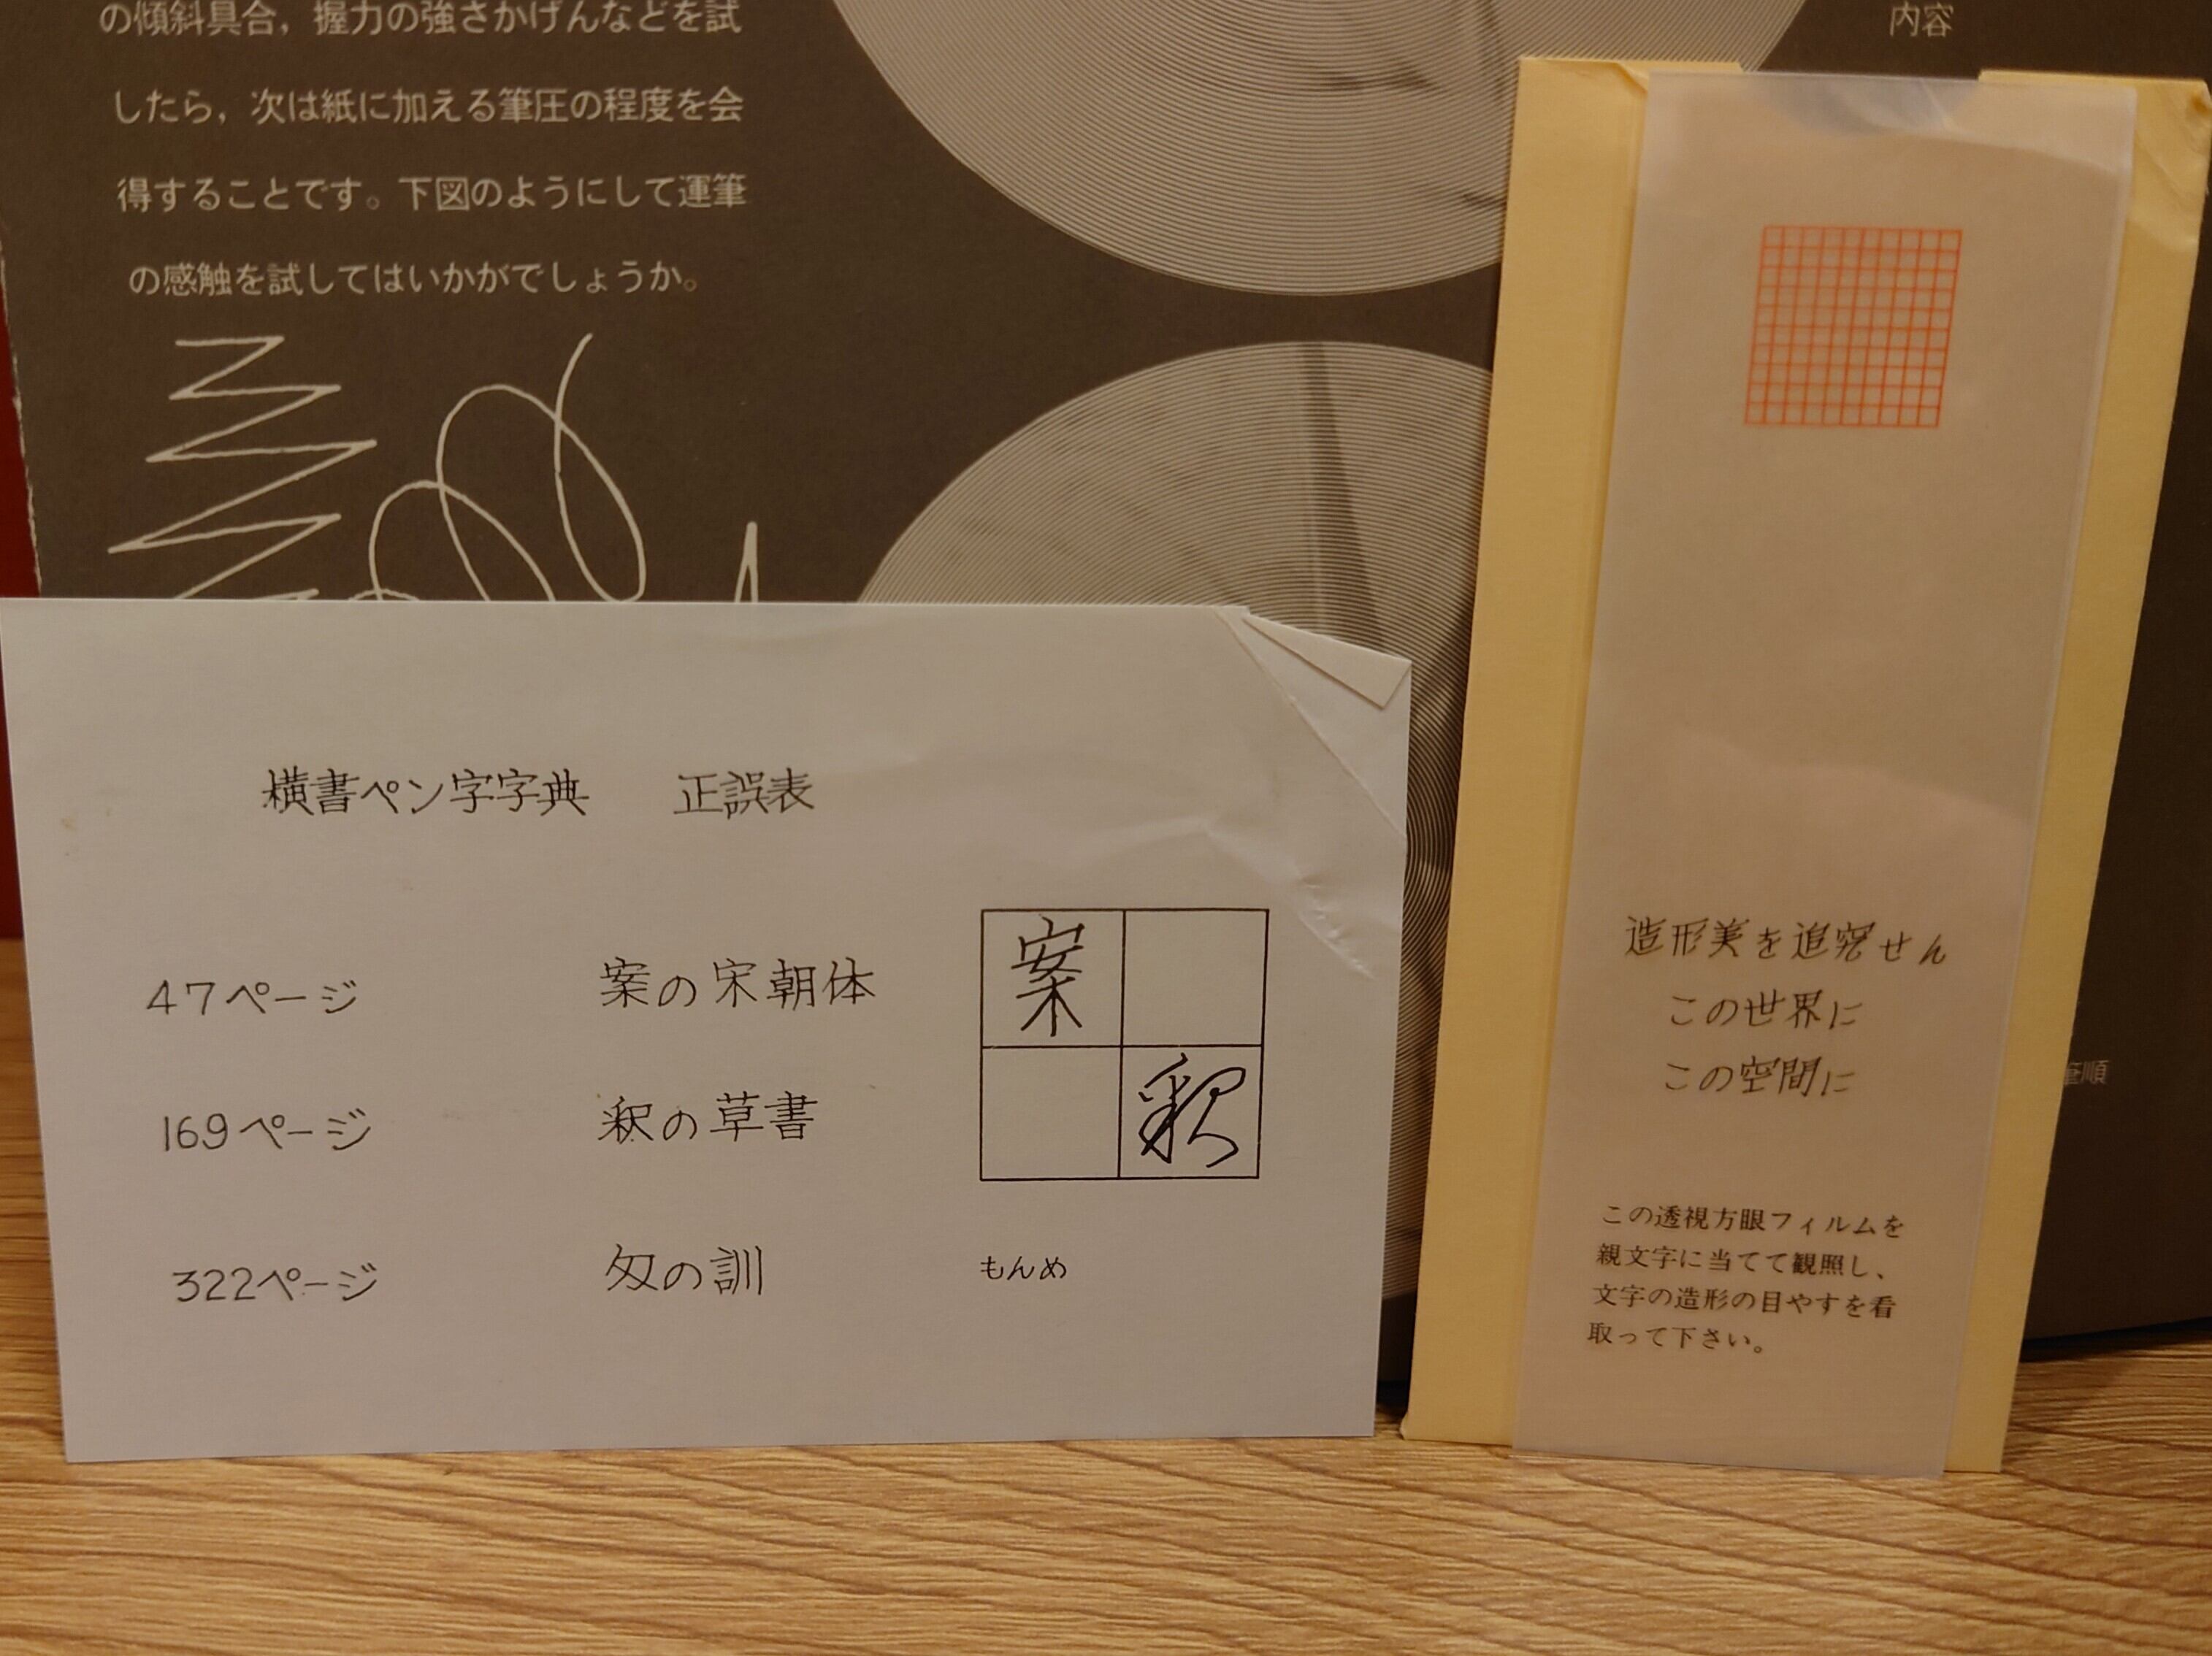 の傾斜具合，握力の強さかげんなどを試
したら，次は紙に加える筆圧の程度を会
得することです。下図のようにして運筆
の感触を試してはいかがでしょうか。
内容
筆順
横書ペン字字典 正誤表
47ページ 案の宋朝体 案
169ページ 釈の草書 釈
322ページ 匁の訓 もんめ
造形美を追究せん
この世界に
この空間に
この透視方眼フィルムを
親文字に当てて観照し、
文字の造形の目やすを看
取って下さい。